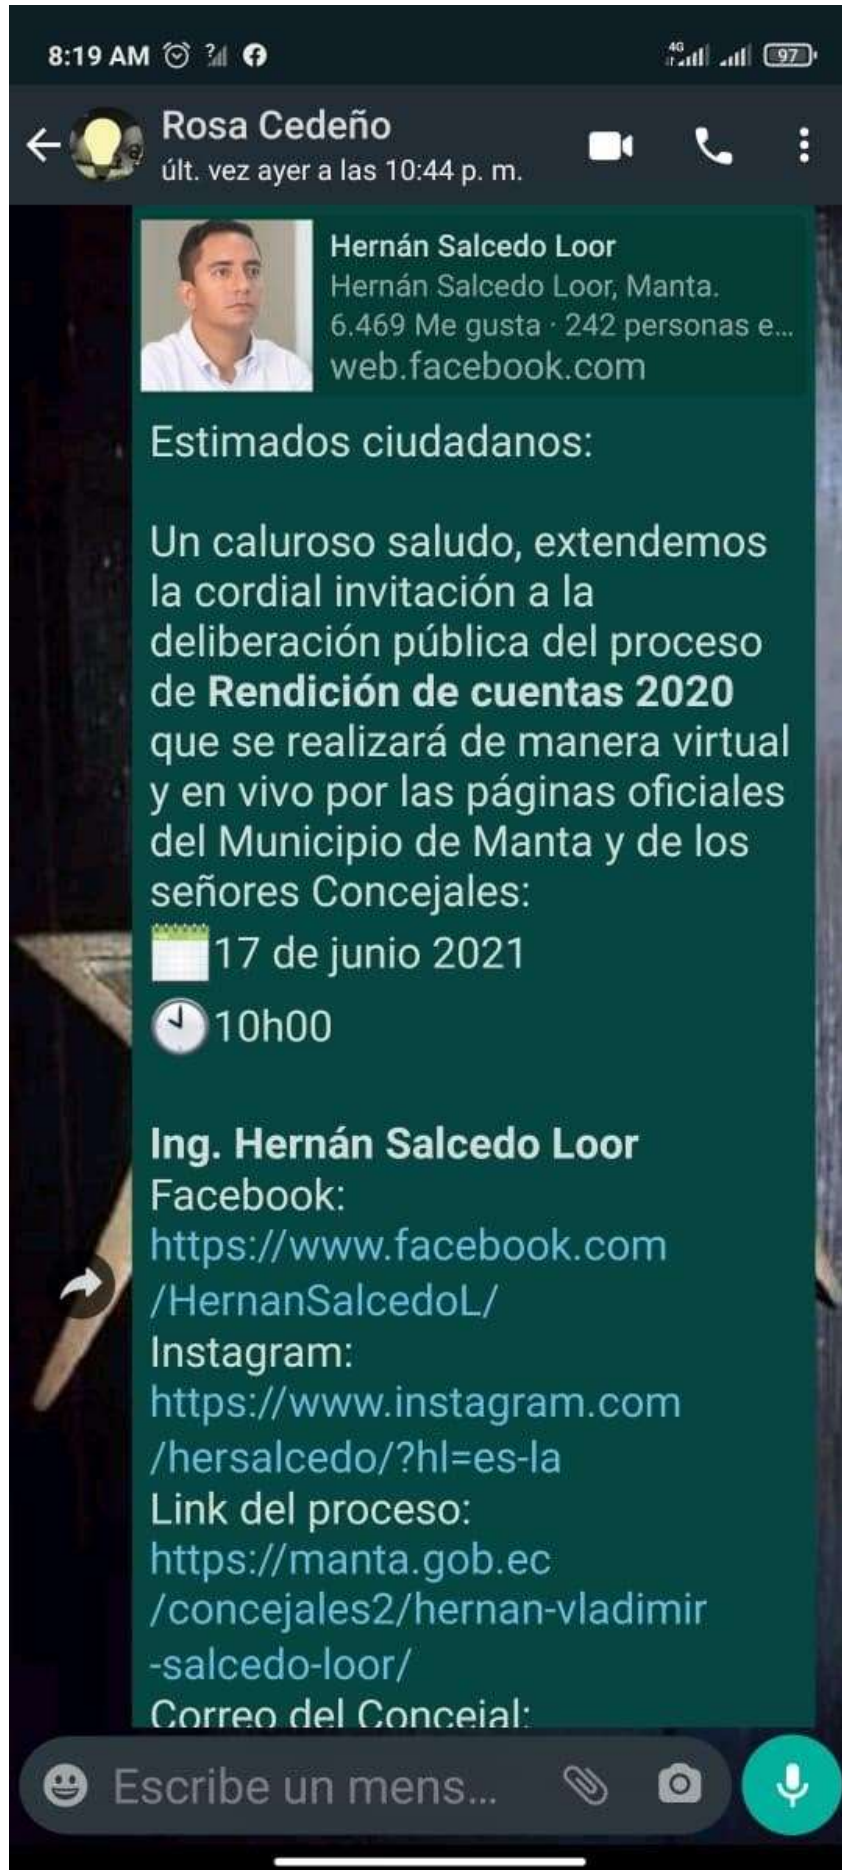 8:19 AM
4G
97
Rosa Cedeño
últ. vez ayer a las 10:44 p. m.
Hernán Salcedo Loor
Hernán Salcedo Loor, Manta.
6.469 Me gusta · 242 personas e...
web.facebook.com
Estimados ciudadanos:
Un caluroso saludo, extendemos
la cordial invitación a la
deliberación pública del proceso
de Rendición de cuentas 2020
que se realizará de manera virtual
y en vivo por las páginas oficiales
del Municipio de Manta y de los
señores Concejales:
17 de junio 2021
10h00
Ing. Hernán Salcedo Loor
Facebook:
https://www.facebook.com
/HernanSalcedoL/
Instagram:
https://www.instagram.com
/hersalcedo/?hl=es-la
Link del proceso:
https://manta.gob.ec
/concejales2/hernan-vladimir
-salcedo-loor/
Correo del Concejal:
Escribe un mens...